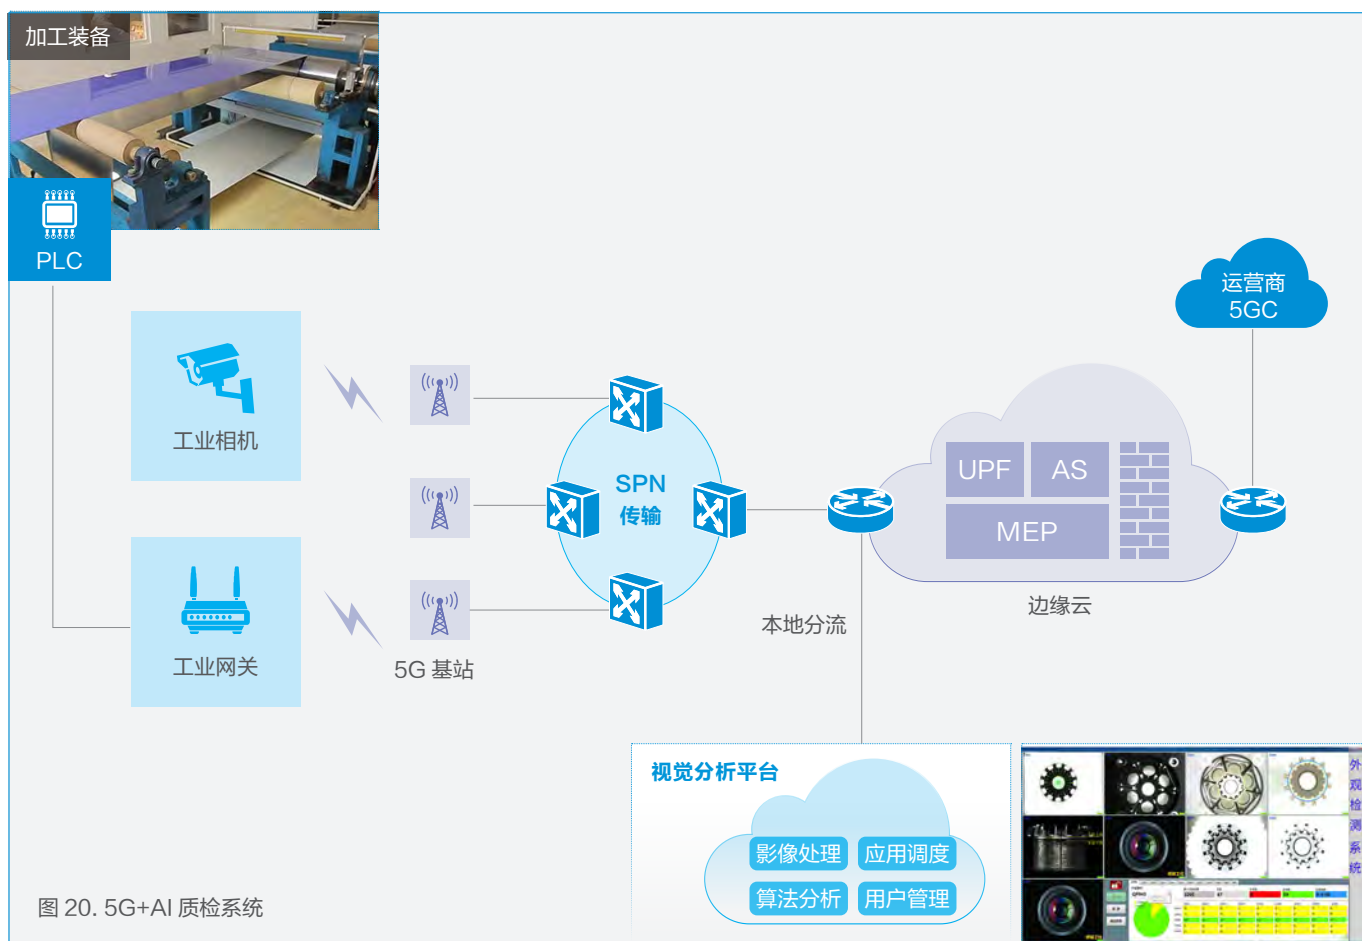 加工装备
PLC
运营商
5GC
工业相机
SPN
传输
UPF
AS
MEP
边缘云
本地分流
工业网关
5G 基站
视觉分析平台
影像处理
应用调度
算法分析
用户管理
外观检测系统
图 20. 5G+AI 质检系统